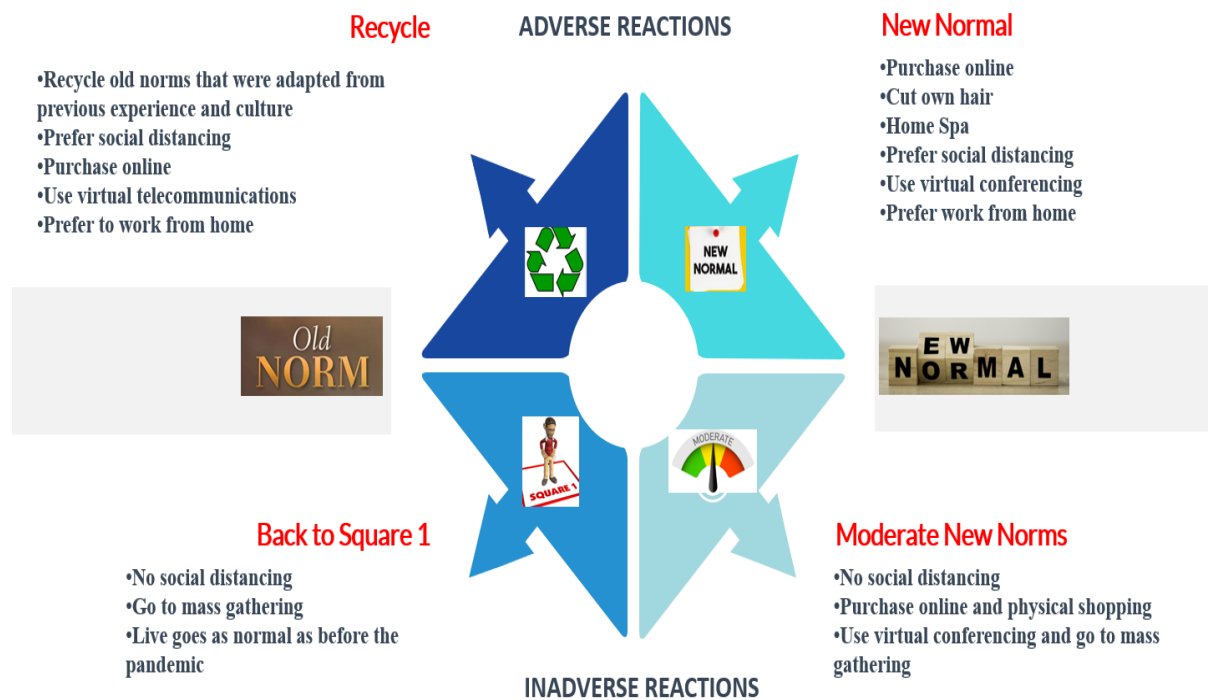 ADVERSE REACTIONS
Recycle
•Recycle old norms that were adapted from
previous experience and culture
•Prefer social distancing
•Purchase online
•Use virtual telecommunications
•Prefer to work from home
New Normal
•Purchase online
•Cut own hair
•Home Spa
•Prefer social distancing
•Use virtual conferencing
•Prefer work from home
NEW
NORMAL
Old
NORM
EW
NORMAL
MODERATE
SQUARE 1
Back to Square 1
•No social distancing
•Go to mass gathering
•Live goes as normal as before the
pandemic
Moderate New Norms
•No social distancing
•Purchase online and physical shopping
•Use virtual conferencing and go to mass
gathering
INADVERSE REACTIONS